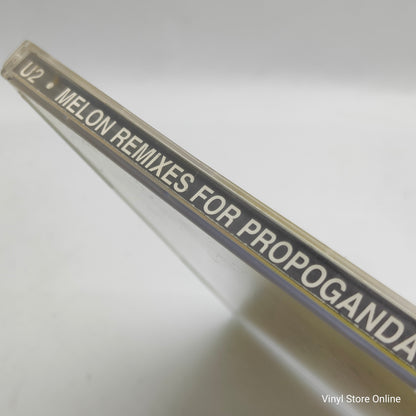 U2 • MELON REMIXES FOR PROPOGANDA
Vinyl Store Online